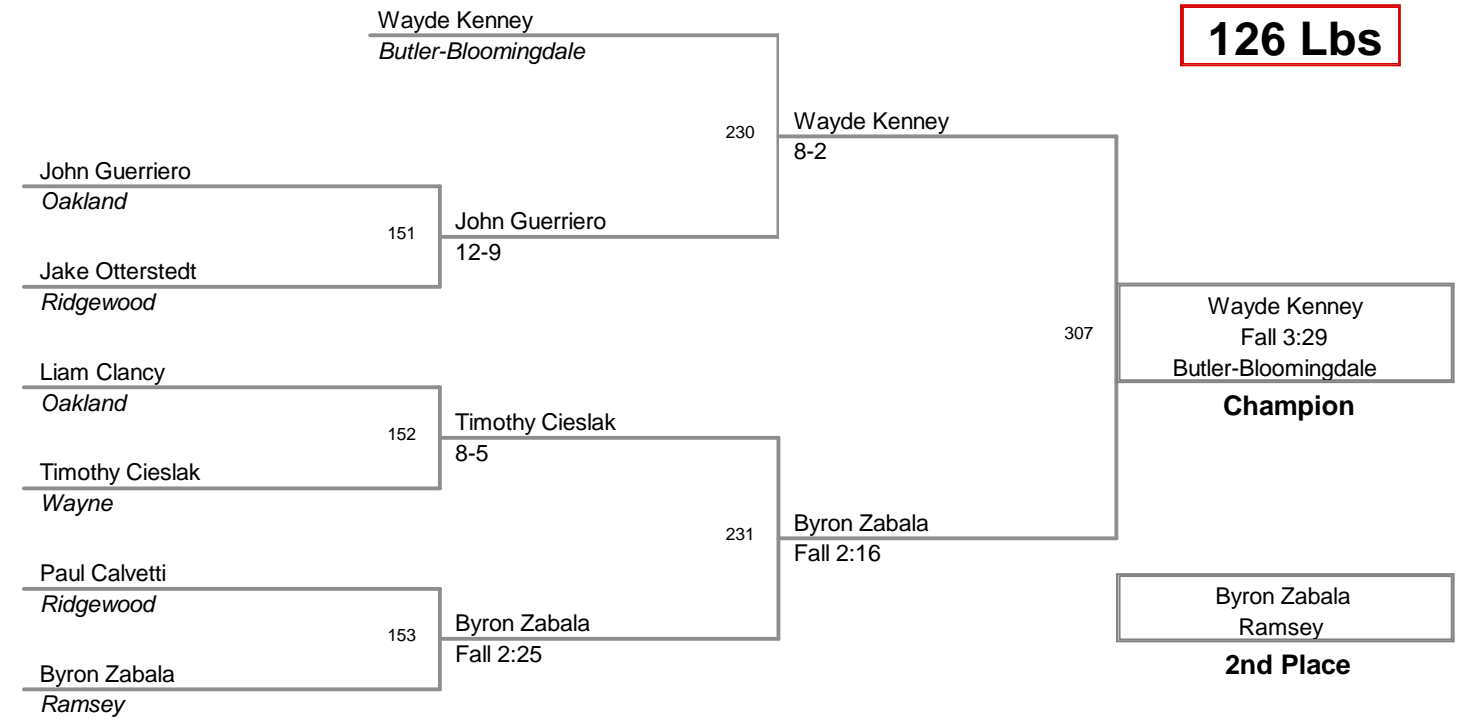 Wayde Kenney
Butler-Bloomingdale
126 Lbs
230
Wayde Kenney
8-2
John Guerriero
Oakland
151
John Guerriero
12-9
Jake Otterstedt
Ridgewood
307
Wayde Kenney
Fall 3:29
Butler-Bloomingdale
Champion
Liam Clancy
Oakland
152
Timothy Cieslak
8-5
Timothy Cieslak
Wayne
231
Byron Zabala
Fall 2:16
Paul Calvetti
Ridgewood
153
Byron Zabala
Fall 2:25
Byron Zabala
Ramsey
Byron Zabala
Ramsey
2nd Place